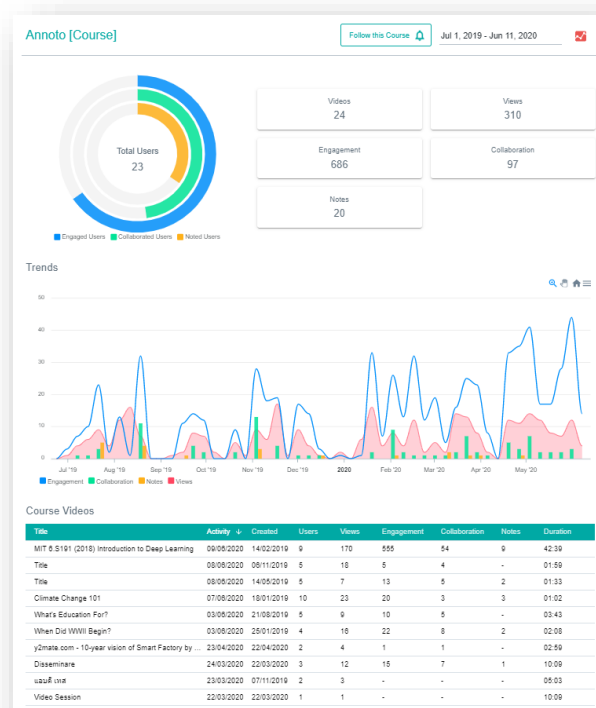 Annoto [Course]
Follow this Course
Jul 1, 2019 - Jun 11, 2020
Total Users
23
Engaged Users Collaborated Users Noted Users
Videos
24
Views
310
Engagement
686
Collaboration
97
Notes
20
Trends
50
40
30
20
10
0
Jul '19 Aug '19 Sep '19 Oct '19 Nov '19 Dec '19 2020 Feb '20 Mar '20 Apr '20 May '20
Engagement Collaboration Notes Views
Course Videos
Title Activity Created Users Views Engagement Collaboration Notes Duration
MIT 6.S191 (2018) Introduction to Deep Learning 09/06/2020 14/02/2019 9 170 555 54 9 42:39
Title 08/06/2020 06/11/2019 5 18 5 4 - 01:59
Title 08/06/2020 14/05/2019 5 7 13 5 2 01:33
Climate Change 101 07/06/2020 18/01/2019 10 23 20 3 3 01:02
What's Education For? 03/06/2020 21/08/2019 5 9 10 5 - 03:43
When Did WWII Begin? 03/06/2020 25/01/2019 4 16 22 8 2 02:08
y2mate.com - 10-year vision of Smart Factory by ... 23/04/2020 22/04/2020 2 4 1 1 - 02:59
Disseminare 24/03/2020 22/03/2020 3 12 15 7 1 10:09
แอนดี้ เทส 23/03/2020 07/11/2019 2 3 - - - 05:03
Video Session 22/03/2020 22/03/2020 1 1 - - - 10:09